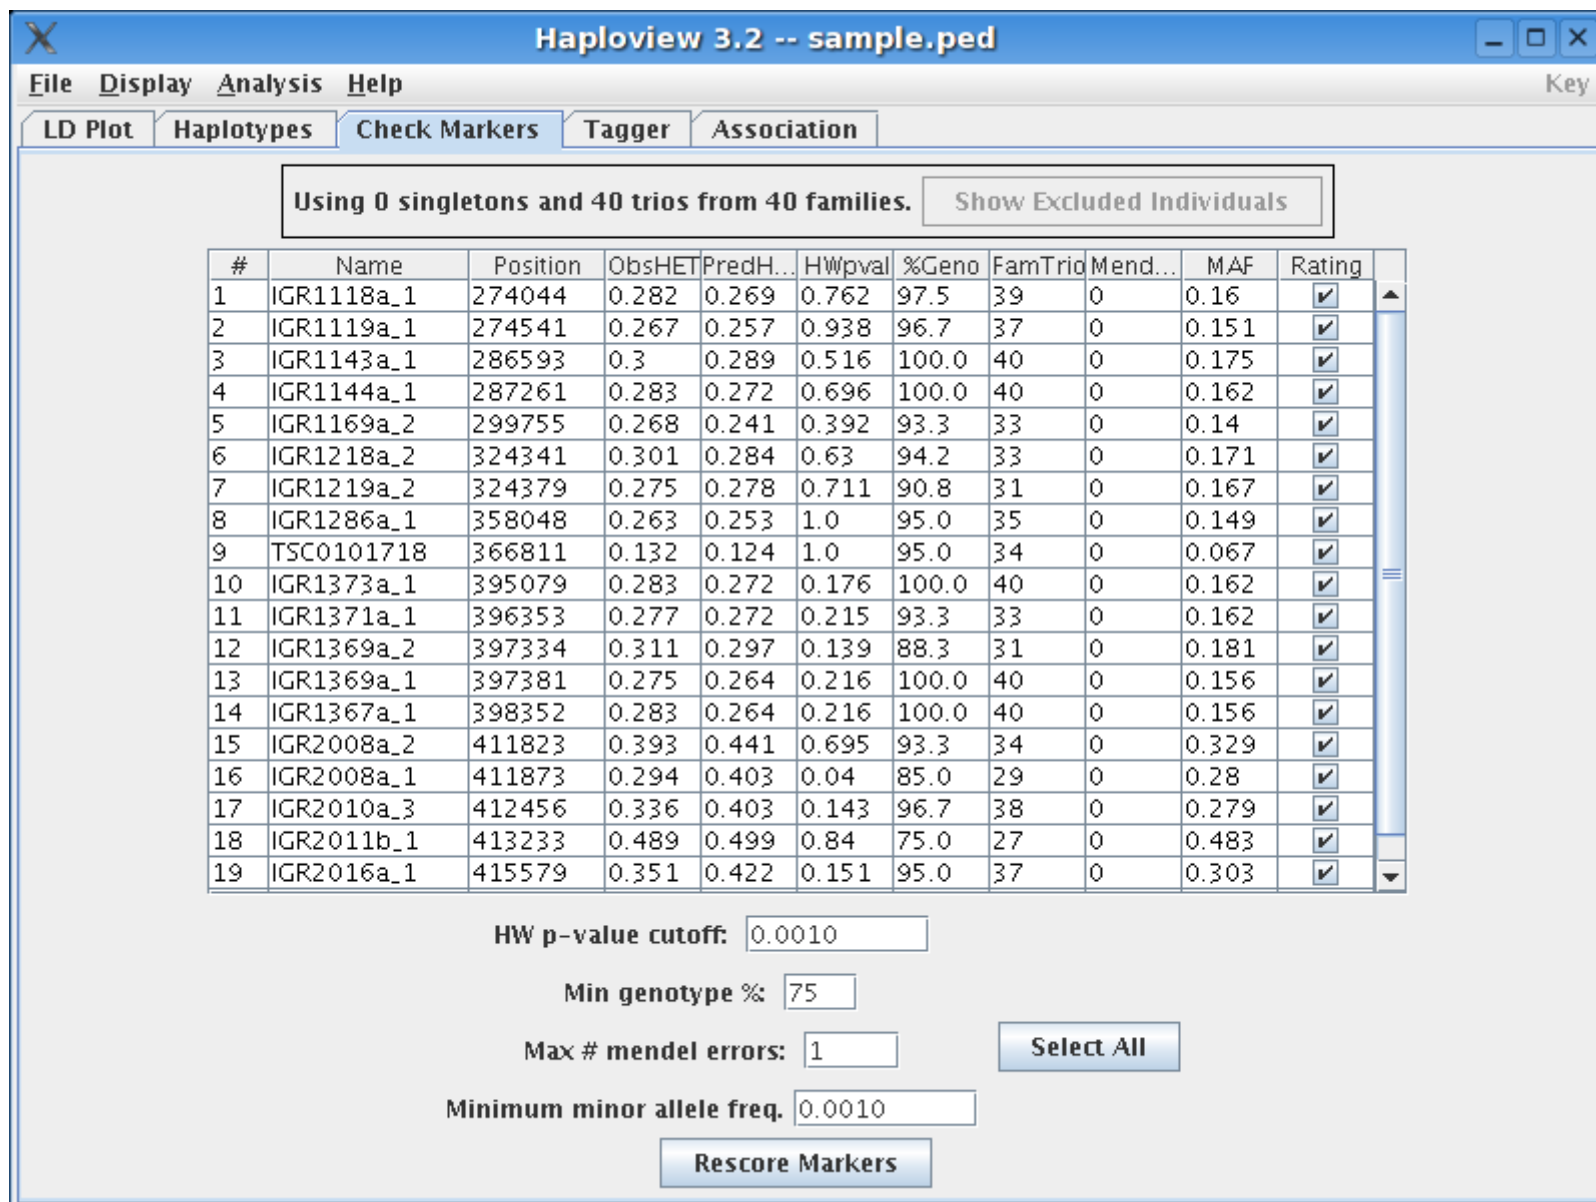 Haploview 3.2 -- sample.ped
File Display Analysis Help Key
LD Plot Haplotypes Check Markers Tagger Association
Using 0 singletons and 40 trios from 40 families. Show Excluded Individuals
# Name Position ObsHET PredH... HWpval %Geno FamTrio Mend... MAF Rating
1 IGR1118a_1 274044 0.282 0.269 0.762 97.5 39 0 0.16
2 IGR1119a_1 274541 0.267 0.257 0.938 96.7 37 0 0.151
3 IGR1143a_1 286593 0.3 0.289 0.516 100.0 40 0 0.175
4 IGR1144a_1 287261 0.283 0.272 0.696 100.0 40 0 0.162
5 IGR1169a_2 299755 0.268 0.241 0.392 93.3 33 0 0.14
6 IGR1218a_2 324341 0.301 0.284 0.63 94.2 33 0 0.171
7 IGR1219a_2 324379 0.275 0.278 0.711 90.8 31 0 0.167
8 IGR1286a_1 358048 0.263 0.253 1.0 95.0 35 0 0.149
9 TSC0101718 366811 0.132 0.124 1.0 95.0 34 0 0.067
10 IGR1373a_1 395079 0.283 0.272 0.176 100.0 40 0 0.162
11 IGR1371a_1 396353 0.277 0.272 0.215 93.3 33 0 0.162
12 IGR1369a_2 397334 0.311 0.297 0.139 88.3 31 0 0.181
13 IGR1369a_1 397381 0.275 0.264 0.216 100.0 40 0 0.156
14 IGR1367a_1 398352 0.283 0.264 0.216 100.0 40 0 0.156
15 IGR2008a_2 411823 0.393 0.441 0.695 93.3 34 0 0.329
16 IGR2008a_1 411873 0.294 0.403 0.04 85.0 29 0 0.28
17 IGR2010a_3 412456 0.336 0.403 0.143 96.7 38 0 0.279
18 IGR2011b_1 413233 0.489 0.499 0.84 75.0 27 0 0.483
19 IGR2016a_1 415579 0.351 0.422 0.151 95.0 37 0 0.303
HW p-value cutoff: 0.0010
Min genotype %: 75
Max # mendel errors: 1 Select All
Minimum minor allele freq. 0.0010
Rescore Markers